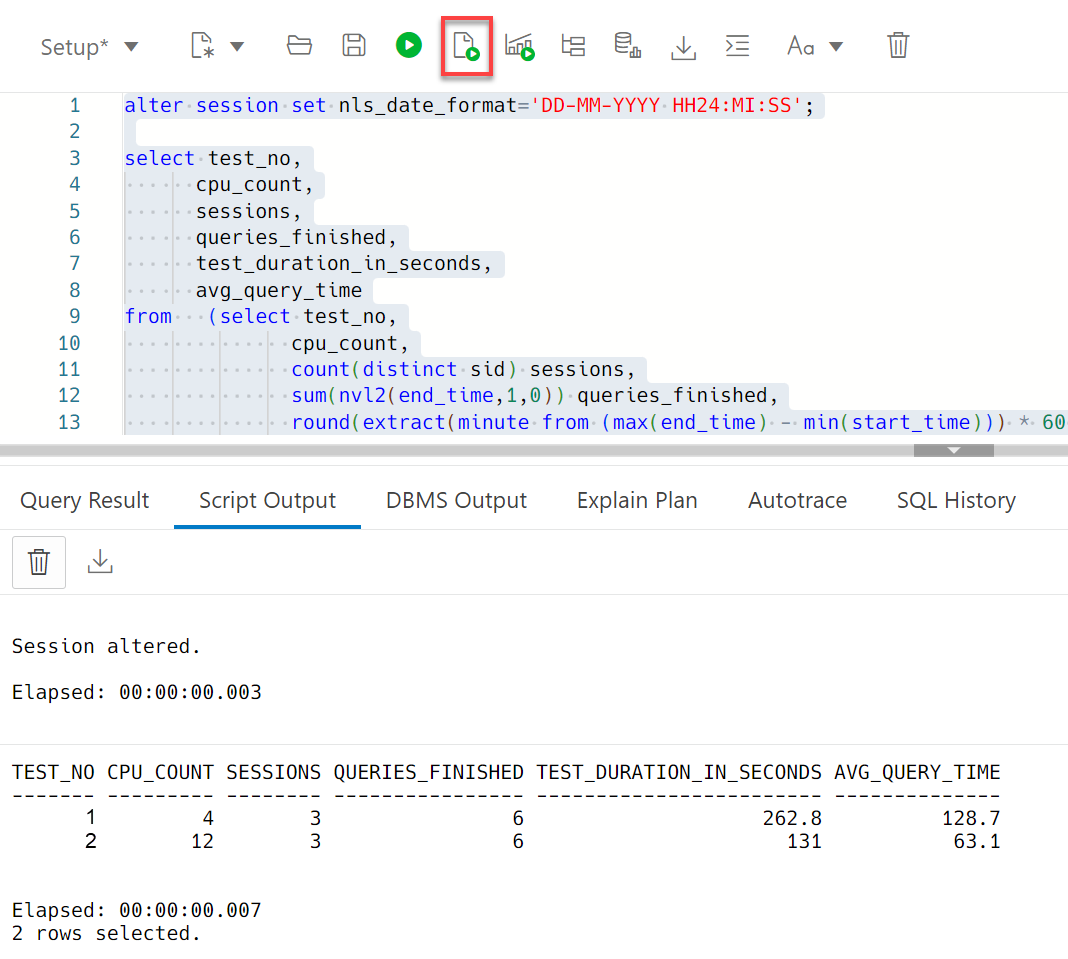 Setup*
Aa
1 alter session set nls_date_format='DD-MM-YYYY HH24:MI:SS';
2
3 select test_no,
4 cpu_count,
5 sessions,
6 queries_finished,
7 test_duration_in_seconds,
8 avg_query_time
9 from (select test_no,
10 cpu_count,
11 count(distinct sid) sessions,
12 sum(nvl2(end_time,1,0)) queries_finished,
13 round(extract(minute from (max(end_time) - min(start_time))) * 60
Query Result Script Output DBMS Output Explain Plan Autotrace SQL History
Session altered.
Elapsed: 00:00:00.003
TEST_NO CPU_COUNT SESSIONS QUERIES_FINISHED TEST_DURATION_IN_SECONDS AVG_QUERY_TIME
------- --------- -------- ---------------- ------------------------ --------------
1 4 3 6 262.8 128.7
2 12 3 6 131 63.1
Elapsed: 00:00:00.007
2 rows selected.